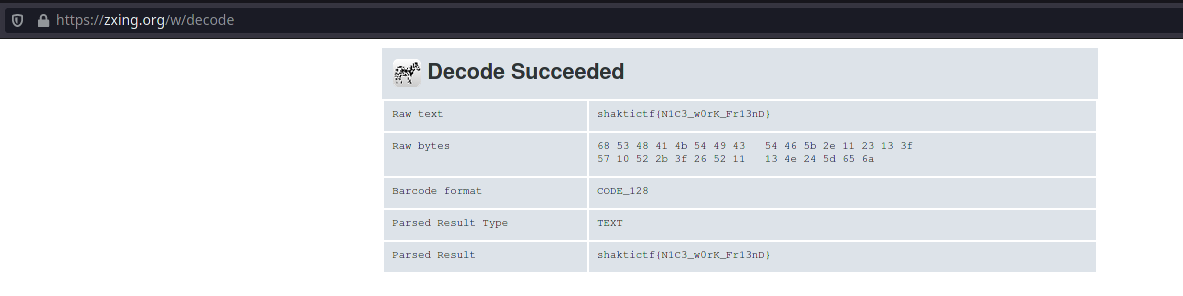 https://zxing.org/w/decode
Decode Succeeded
Raw text shaktictf{N1C3_w0rK_Fr13nD}
Raw bytes 68 53 48 41 4b 54 49 43 54 46 5b 2e 11 23 13 3f
57 10 52 2b 3f 26 52 11 13 4e 24 5d 65 6a
Barcode format CODE_128
Parsed Result Type TEXT
Parsed Result shaktictf{N1C3_w0rK_Fr13nD}